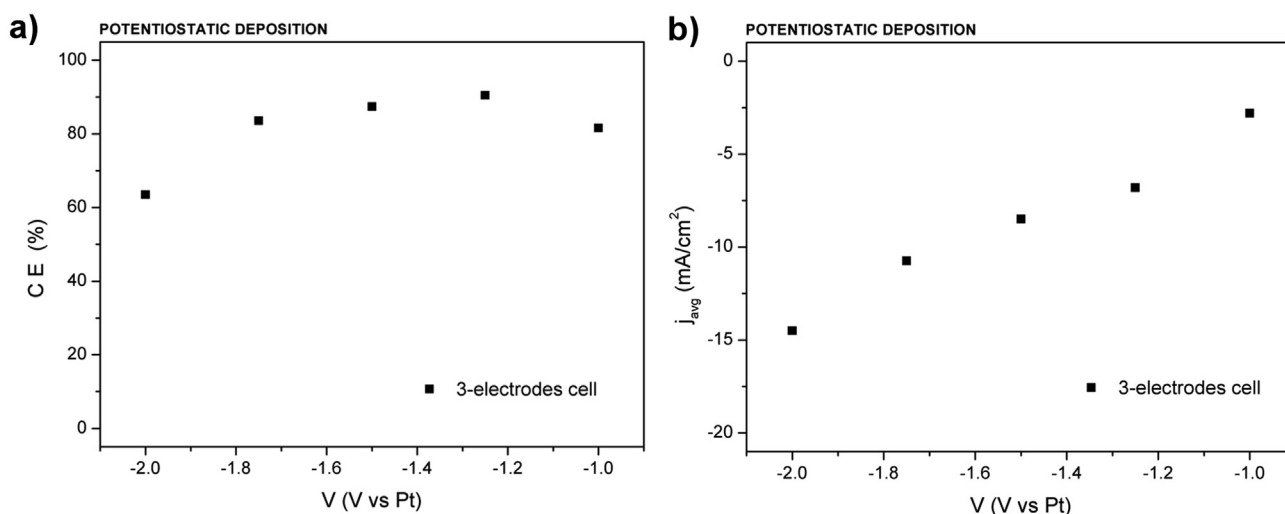 a)
POTENTIOSTATIC DEPOSITION
100
80
60
40
20
0
C E (%)
3-electrodes cell
-2.0 -1.8 -1.6 -1.4 -1.2 -1.0
V (V vs Pt)
b)
POTENTIOSTATIC DEPOSITION
0
-5
-10
-15
-20
javg (mA/cm2)
3-electrodes cell
-2.0 -1.8 -1.6 -1.4 -1.2 -1.0
V (V vs Pt)